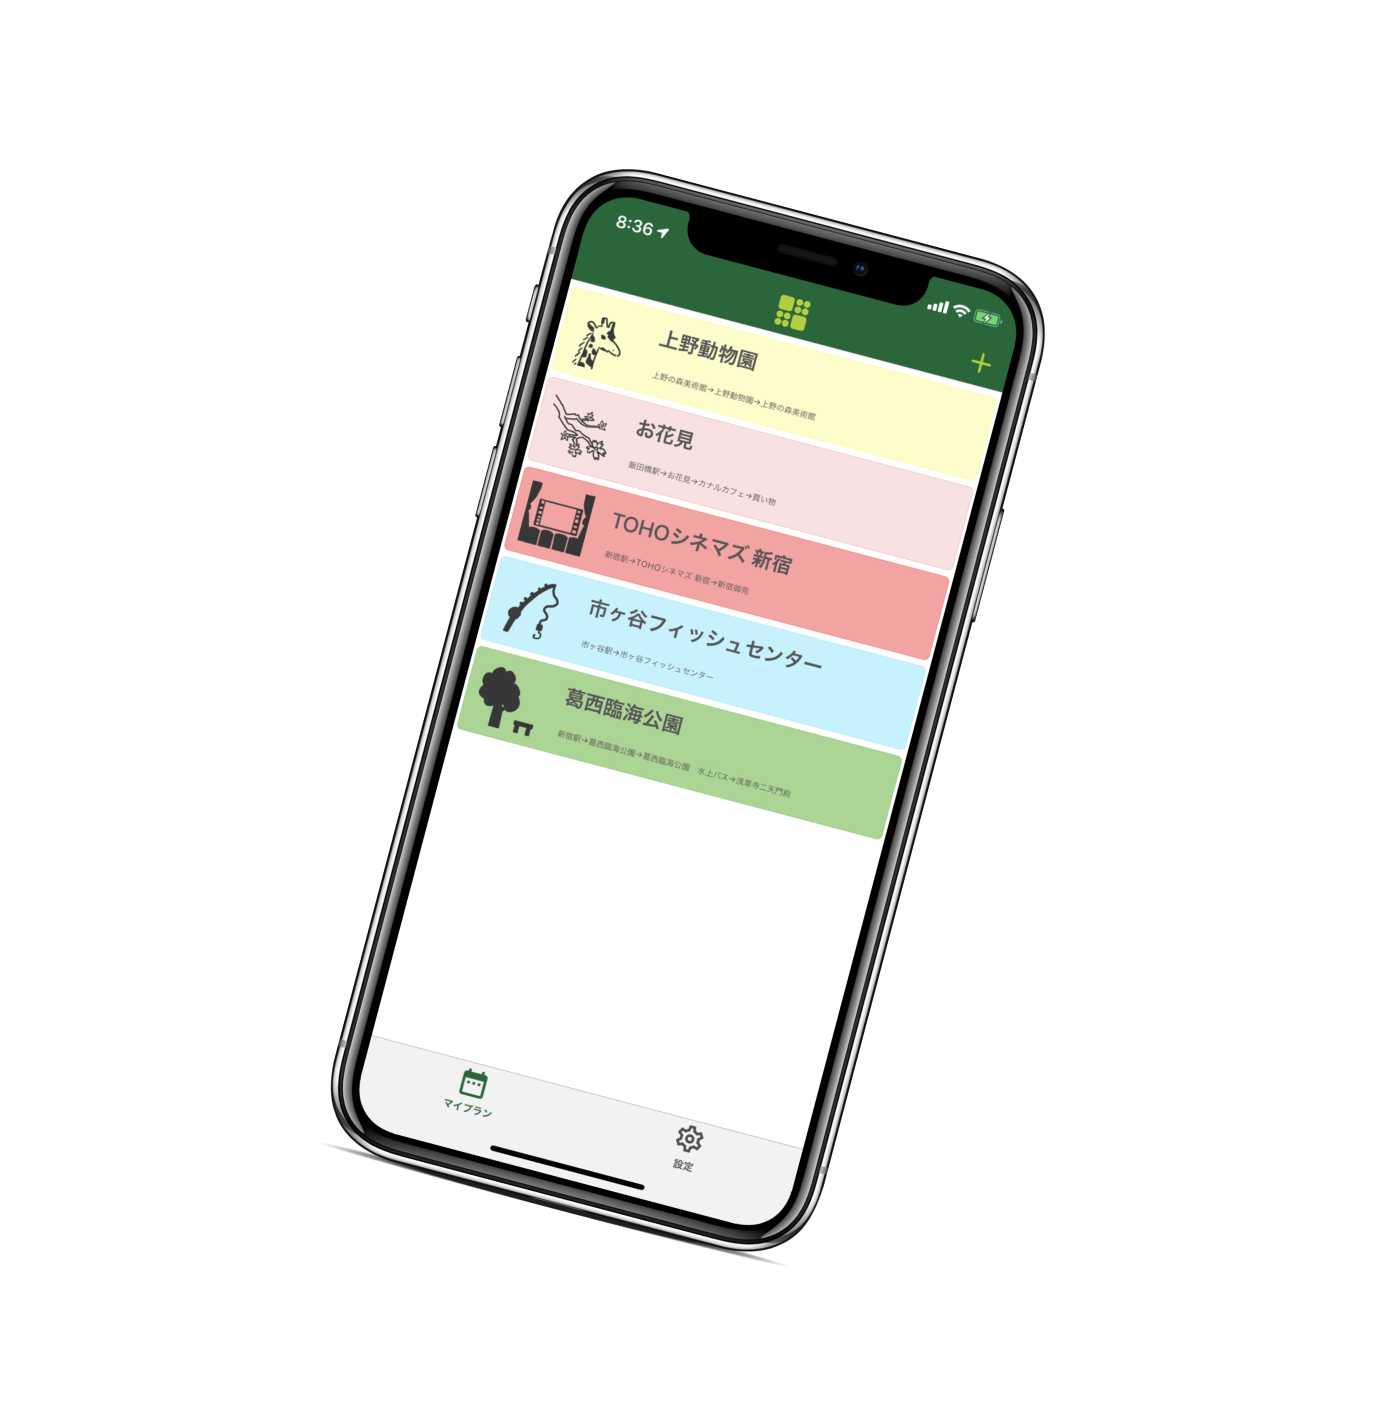 8:36
上野動物園
上野の森美術館→上野動物園→上野の森美術館
お花見
飯田橋駅→お花見→カナルカフェ→買い物
TOHOシネマズ 新宿
新宿駅→TOHOシネマズ 新宿→新宿御苑
市ヶ谷フィッシュセンター
市ヶ谷駅→市ヶ谷フィッシュセンター
葛西臨海公園
新宿駅→葛西臨海公園→葛西臨海公園　水上バス→浅草寺二天門前
マイプラン
設定